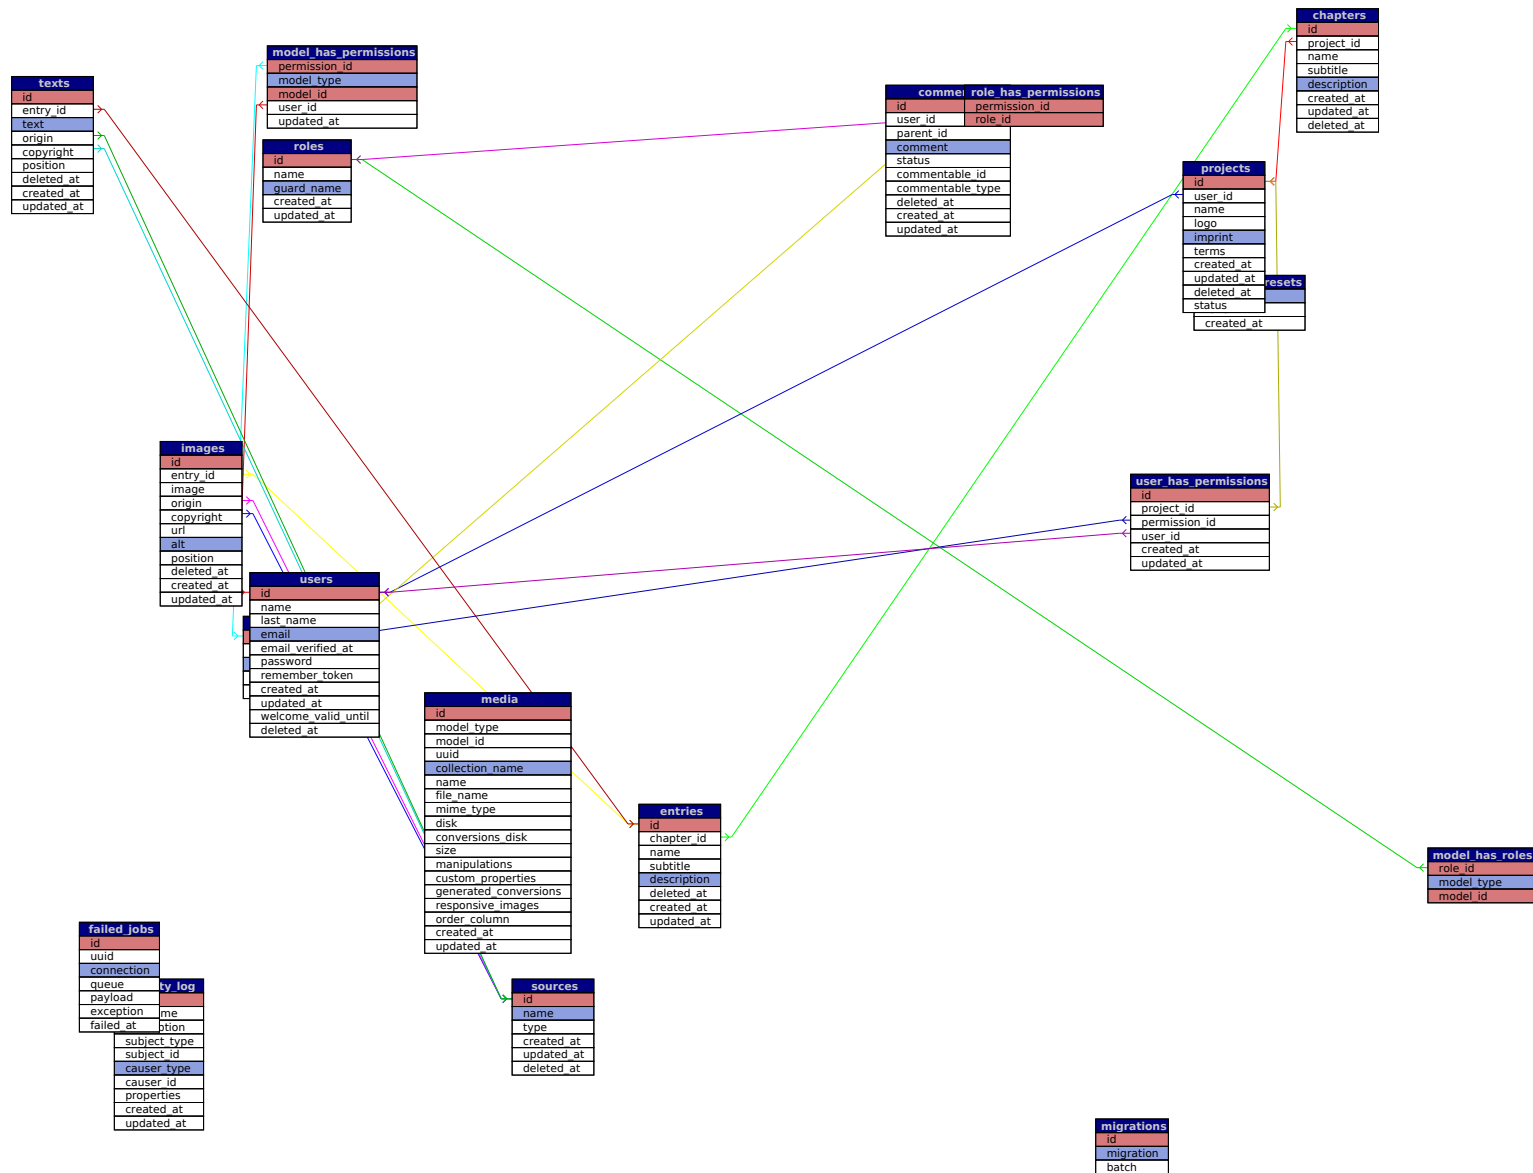 chapters
id
project_id
name
subtitle
description
created_at
updated_at
deleted_at
model_has_permissions
permission_id
model_type
model_id
user_id
updated_at
texts
id
entry_id
text
origin
copyright
position
deleted_at
created_at
updated_at
role_has_permissions
permission_id
role_id
id
user_id
parent_id
comment
status
commentable_id
commentable_type
deleted_at
created_at
updated_at
roles
id
name
guard_name
created_at
updated_at
projects
id
user_id
name
logo
imprint
terms
created_at
updated_at
deleted_at
status
resets
created_at
images
id
entry_id
image
origin
copyright
url
alt
position
deleted_at
created_at
updated_at
user_has_permissions
id
project_id
permission_id
user_id
created_at
updated_at
users
id
name
last_name
email
email_verified_at
password
remember_token
created_at
updated_at
welcome_valid_until
deleted_at
media
id
model_type
model_id
uuid
collection_name
name
file_name
mime_type
disk
conversions_disk
size
manipulations
custom_properties
generated_conversions
responsive_images
order_column
created_at
updated_at
entries
id
chapter_id
name
subtitle
description
deleted_at
created_at
updated_at
model_has_roles
role_id
model_type
model_id
failed_jobs
id
uuid
connection
queue
payload
exception
failed_at
ty_log
me
ption
subject_type
subject_id
causer_type
causer_id
properties
created_at
updated_at
sources
id
name
type
created_at
updated_at
deleted_at
migrations
id
migration
batch